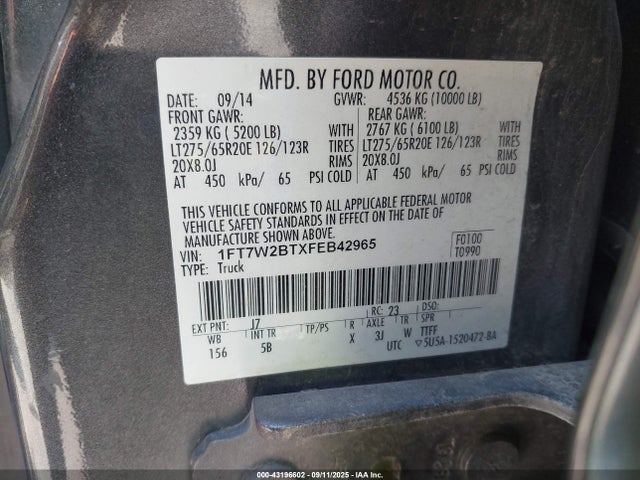 MFD. BY FORD MOTOR CO.
DATE: 09/14 GVWR: 4536 KG (10000 LB)
FRONT GAWR: REAR GAWR:
2359 KG ( 5200 LB) WITH 2767 KG ( 6100 LB) WITH
LT275/65R20E 126/123R TIRES LT275/65R20E 126/123R TIRES
20X8.0J RIMS 20X8.0J RIMS
AT 450 kPa/ 65 PSI COLD AT 450 kPa/ 65 PSI COLD
THIS VEHICLE CONFORMS TO ALL APPLICABLE FEDERAL MOTOR
VEHICLE SAFETY STANDARDS IN EFFECT ON THE DATE OF
MANUFACTURE SHOWN ABOVE.
VIN: 1FT7W2BTXFEB42965 F0100
TYPE: Truck T0990
EXT PNT: J7 RC: 23 DSO:
WB INT TR TP/PS R AXLE TR SPR
156 5B X 3J W TTFF
UTC ▽5U5A-1520472-BA
000-43196602 - 09/11/2025 - IAAI.COM